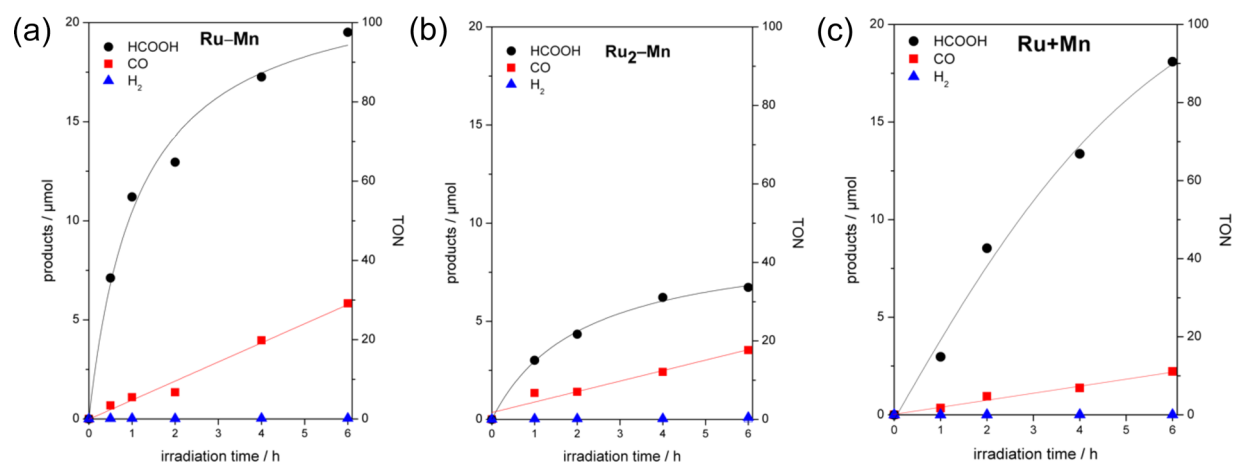 (a)
Ru–Mn
HCOOH
CO
H2
products / μmol
20
15
10
5
0
TON
100
80
60
40
20
0
0 1 2 3 4 5 6
irradiation time / h
(b)
Ru2–Mn
HCOOH
CO
H2
products / μmol
20
15
10
5
0
TON
100
80
60
40
20
0
0 1 2 3 4 5 6
irradiation time / h
(c)
Ru+Mn
HCOOH
CO
H2
products / μmol
20
15
10
5
0
TON
100
80
60
40
20
0
0 1 2 3 4 5 6
irradiation time / h